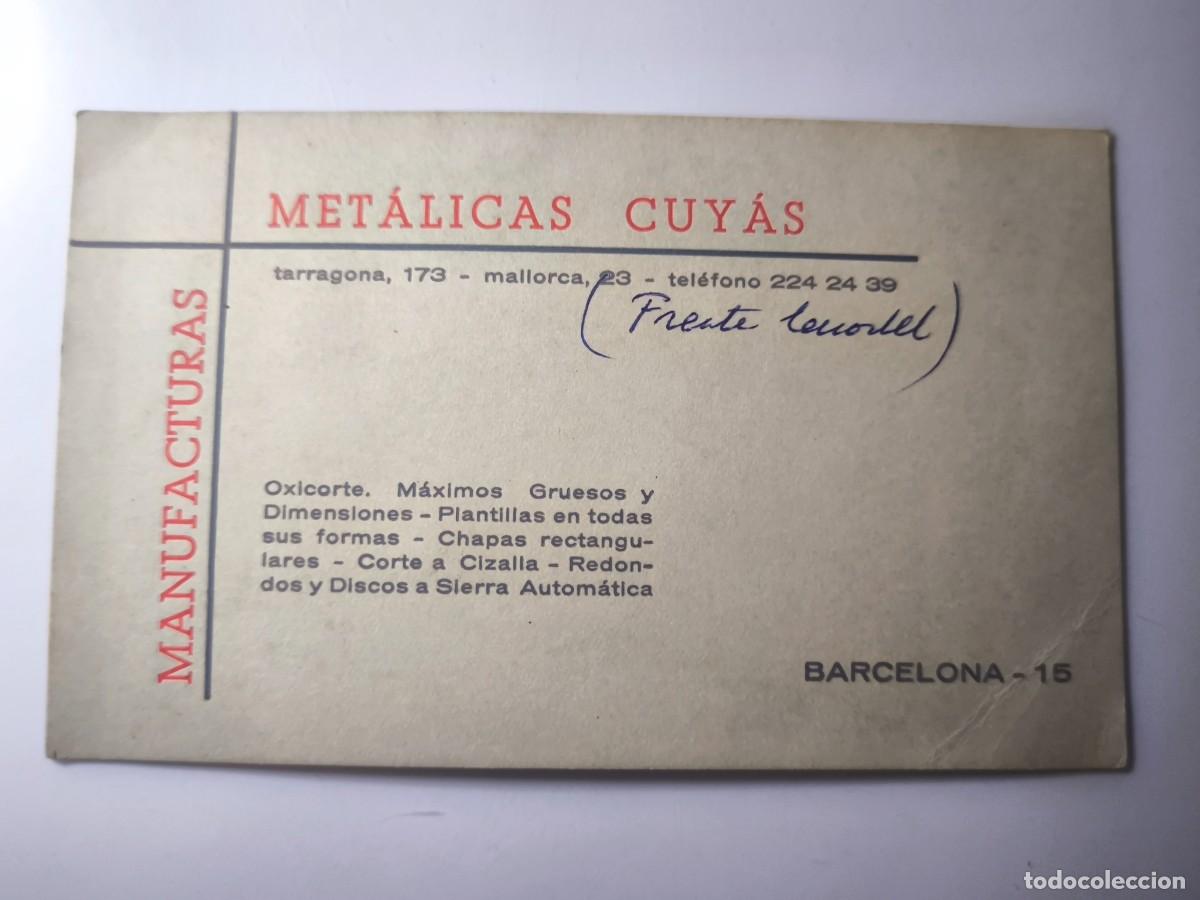 MANUFACTURAS
METÁLICAS CUYÁS
tarragona, 173 - mallorca, 23 - teléfono 224 24 39
(Frente
Oxicorte. Máximos Gruesos y
Dimensiones - Plantillas en todas
sus formas - Chapas rectangu-
lares - Corte a Cizalla - Redon-
dos y Discos a Sierra Automática
BARCELONA - 15
todocoleccion